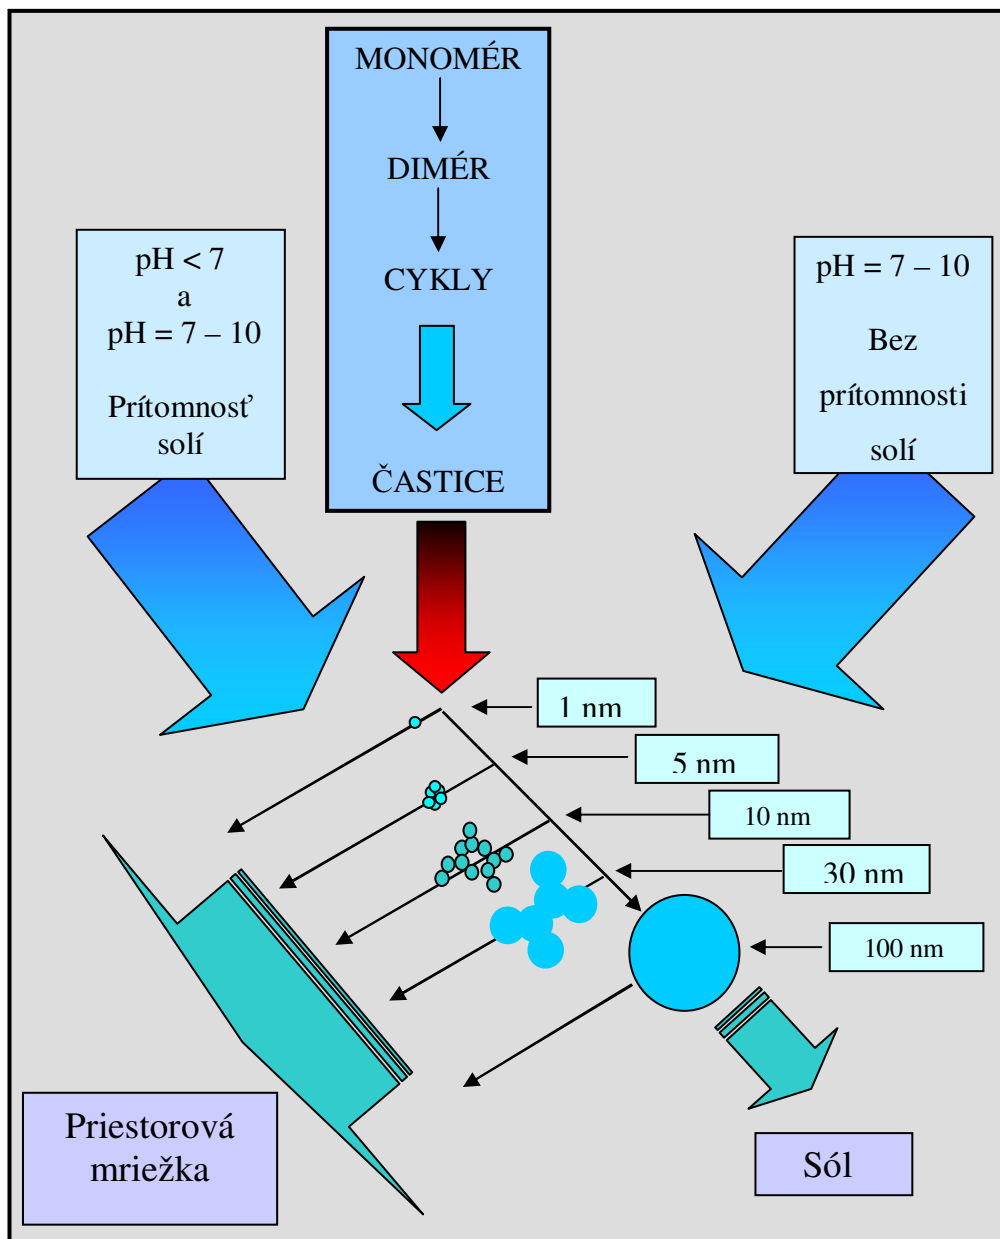 MONOMÉR
DIMÉR
CYKLY
ČASTICE
pH < 7
a
pH = 7 – 10
Prítomnosť
solí
pH = 7 – 10
Bez
prítomnosti
solí
1 nm
5 nm
10 nm
30 nm
100 nm
Priestorová
mriežka
Sól